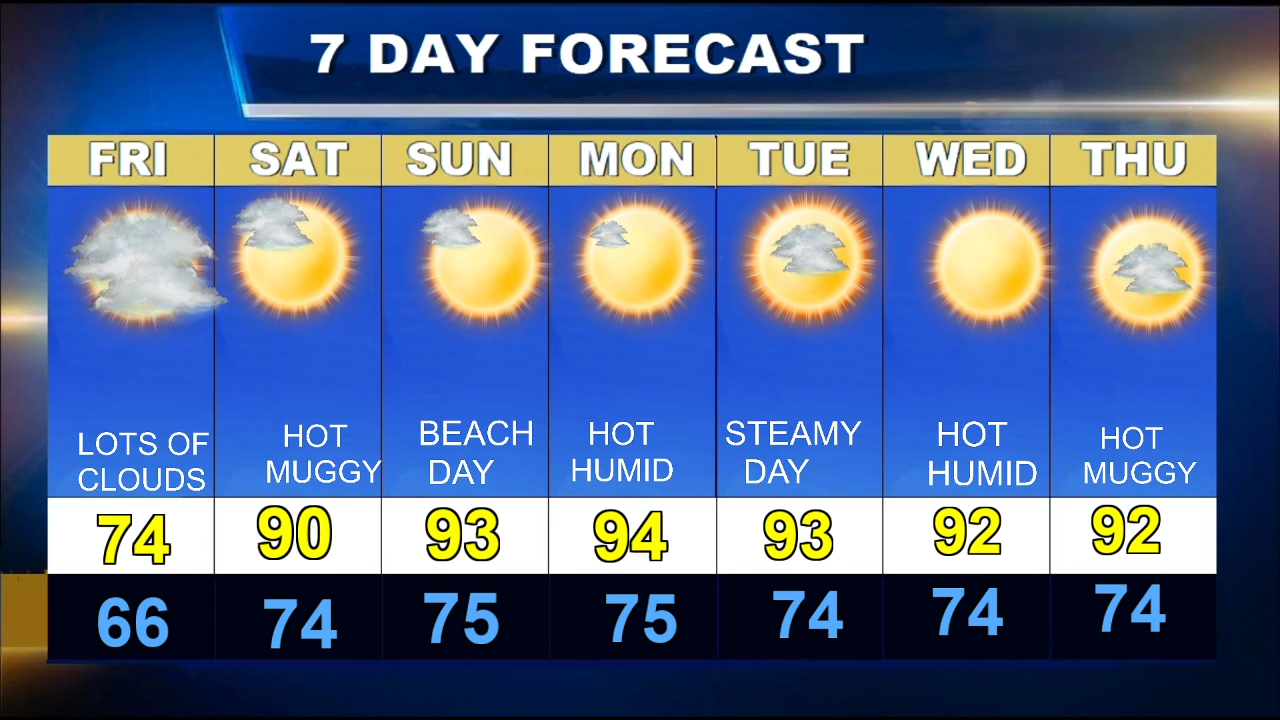 7 DAY FORECAST
FRI SAT SUN MON TUE WED THU
LOTS OF
CLOUDS
HOT
MUGGY
BEACH
DAY
HOT
HUMID
STEAMY
DAY
HOT
HUMID
HOT
MUGGY
74 90 93 94 93 92 92
66 74 75 75 74 74 74